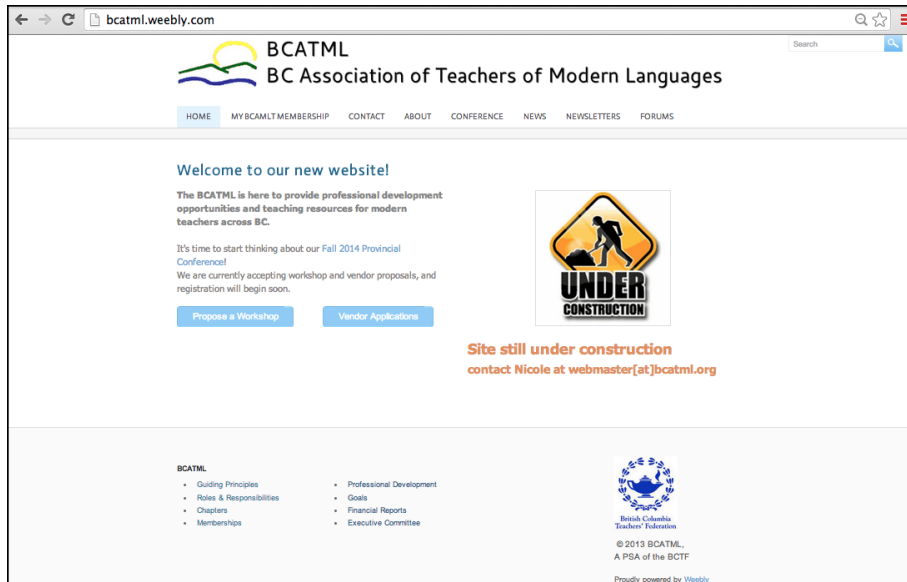 bcatml.weebly.com
BCATML
BC Association of Teachers of Modern Languages
Search
HOME MY BCAMLT MEMBERSHIP CONTACT ABOUT CONFERENCE NEWS NEWSLETTERS FORUMS
Welcome to our new website!
The BCATML is here to provide professional development
opportunities and teaching resources for modern
teachers across BC.
It's time to start thinking about our Fall 2014 Provincial
Conference!
We are currently accepting workshop and vendor proposals, and
registration will begin soon.
Propose a Workshop Vendor Applications
UNDER
CONSTRUCTION
Site still under construction
contact Nicole at webmaster[at]bcatml.org
BCATML
Guiding Principles
Roles & Responsibilities
Chapters
Memberships
Professional Development
Goals
Financial Reports
Executive Committee
British Columbia
Teachers' Federation
© 2013 BCATML,
A PSA of the BCTF
Proudly powered by Weebly